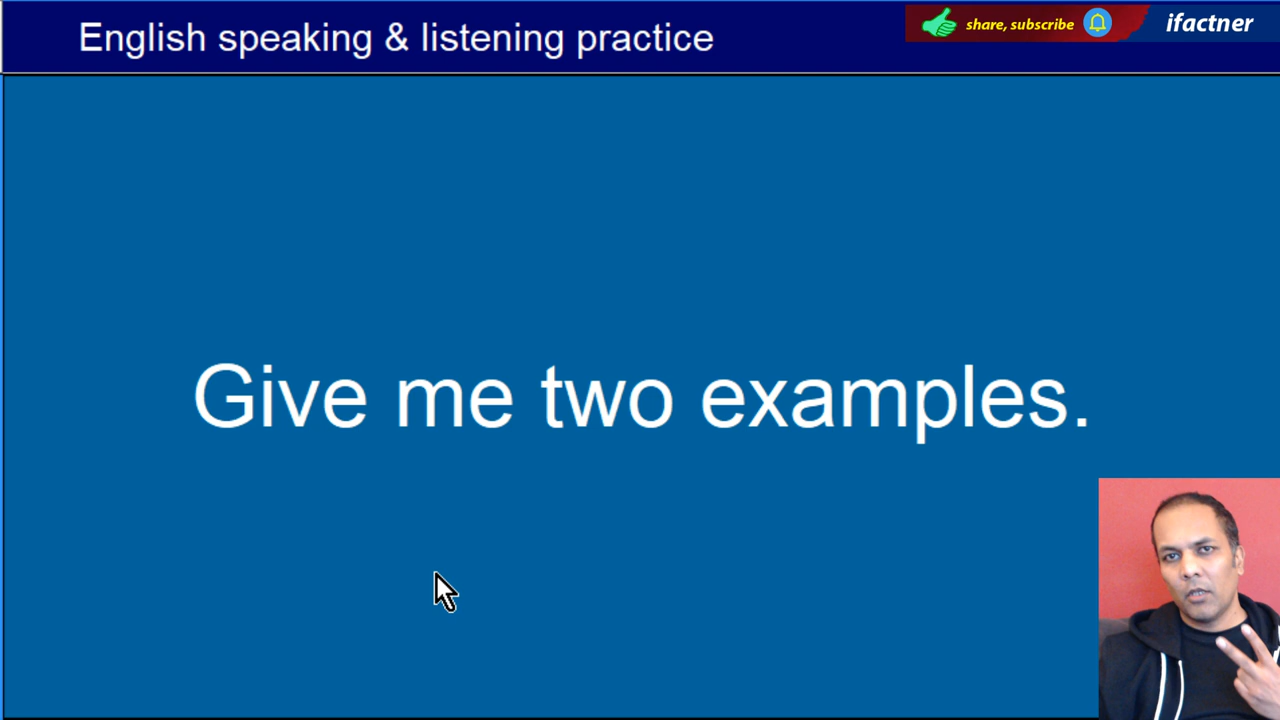 English speaking & listening practice
share, subscribe
ifactner
Give me two examples.